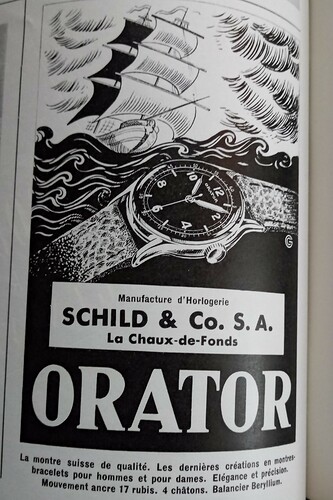 ORATOR
Manufacture d'Horlogerie
SCHILD & Co. S. A.
La Chaux-de-Fonds
ORATOR
La montre suisse de qualité. Les dernières créations en montres-
bracelets pour hommes et pour dames. Elégance et précision.
Mouvement ancre 17 rubis. 4 châtons. Balancier Beryllium.